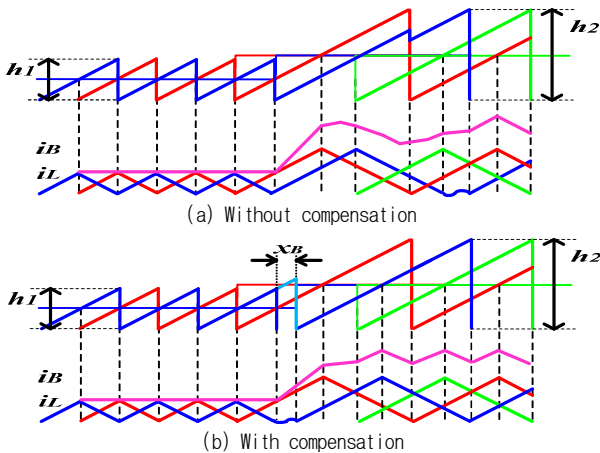 h1
h2
iB
iL
(a) Without compensation
xB
h1
h2
iB
iL
(b) With compensation